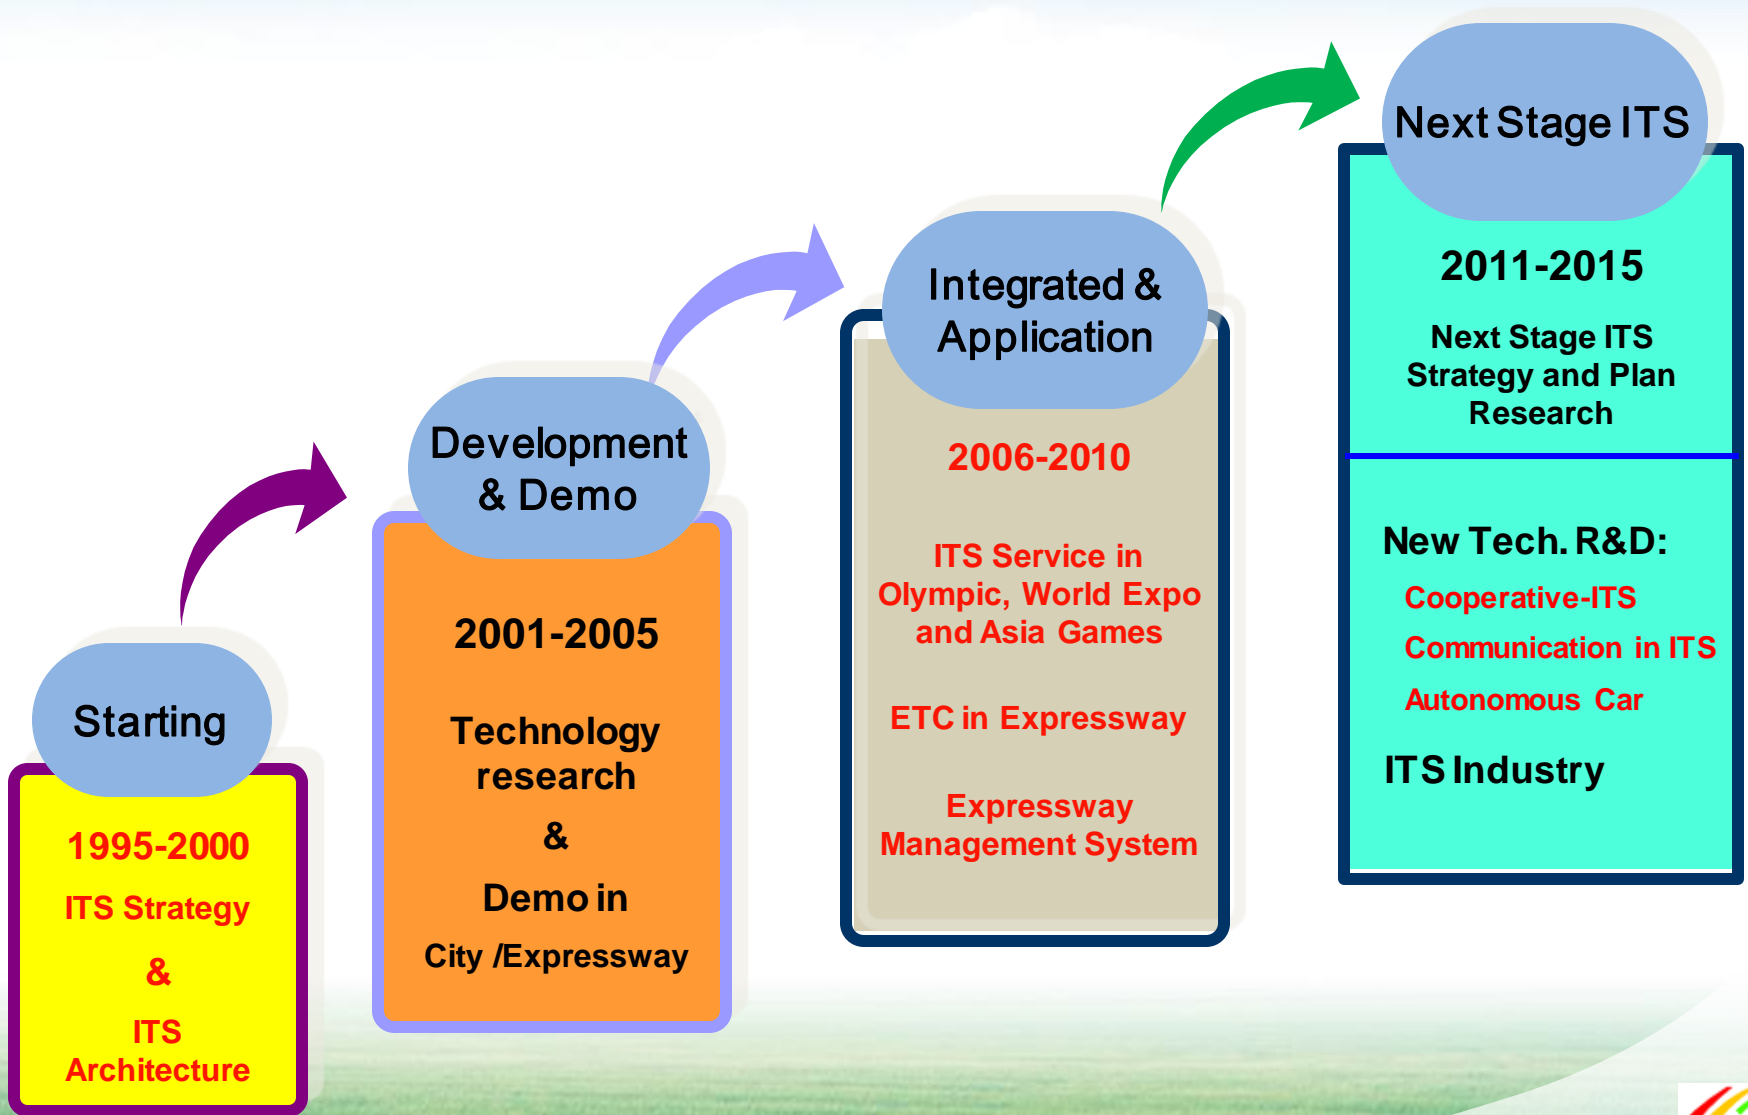 Starting
1995-2000
ITS Strategy
&
ITS
Architecture
Development
& Demo
2001-2005
Technology
research
&
Demo in
City /Expressway
Integrated &
Application
2006-2010
ITS Service in
Olympic, World Expo
and Asia Games
ETC in Expressway
Expressway
Management System
Next Stage ITS
2011-2015
Next Stage ITS
Strategy and Plan
Research
New Tech. R&D:
Cooperative-ITS
Communication in ITS
Autonomous Car
ITS Industry